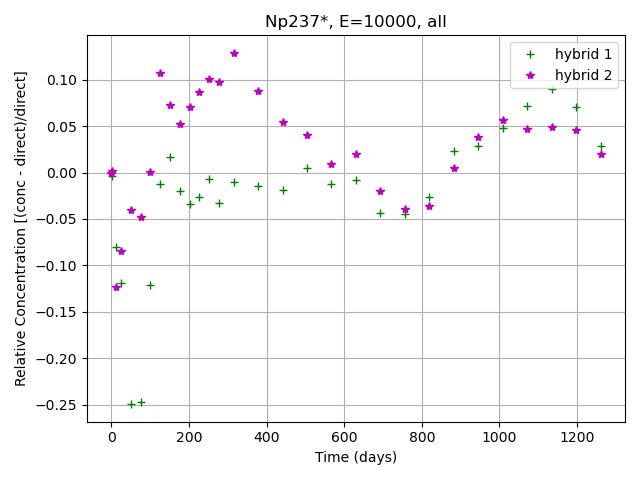 Np237*, E=10000, all
hybrid 1
hybrid 2
Relative Concentration [(conc - direct)/direct]
0.10
0.05
0.00
−0.05
−0.10
−0.15
−0.20
−0.25
0 200 400 600 800 1000 1200
Time (days)